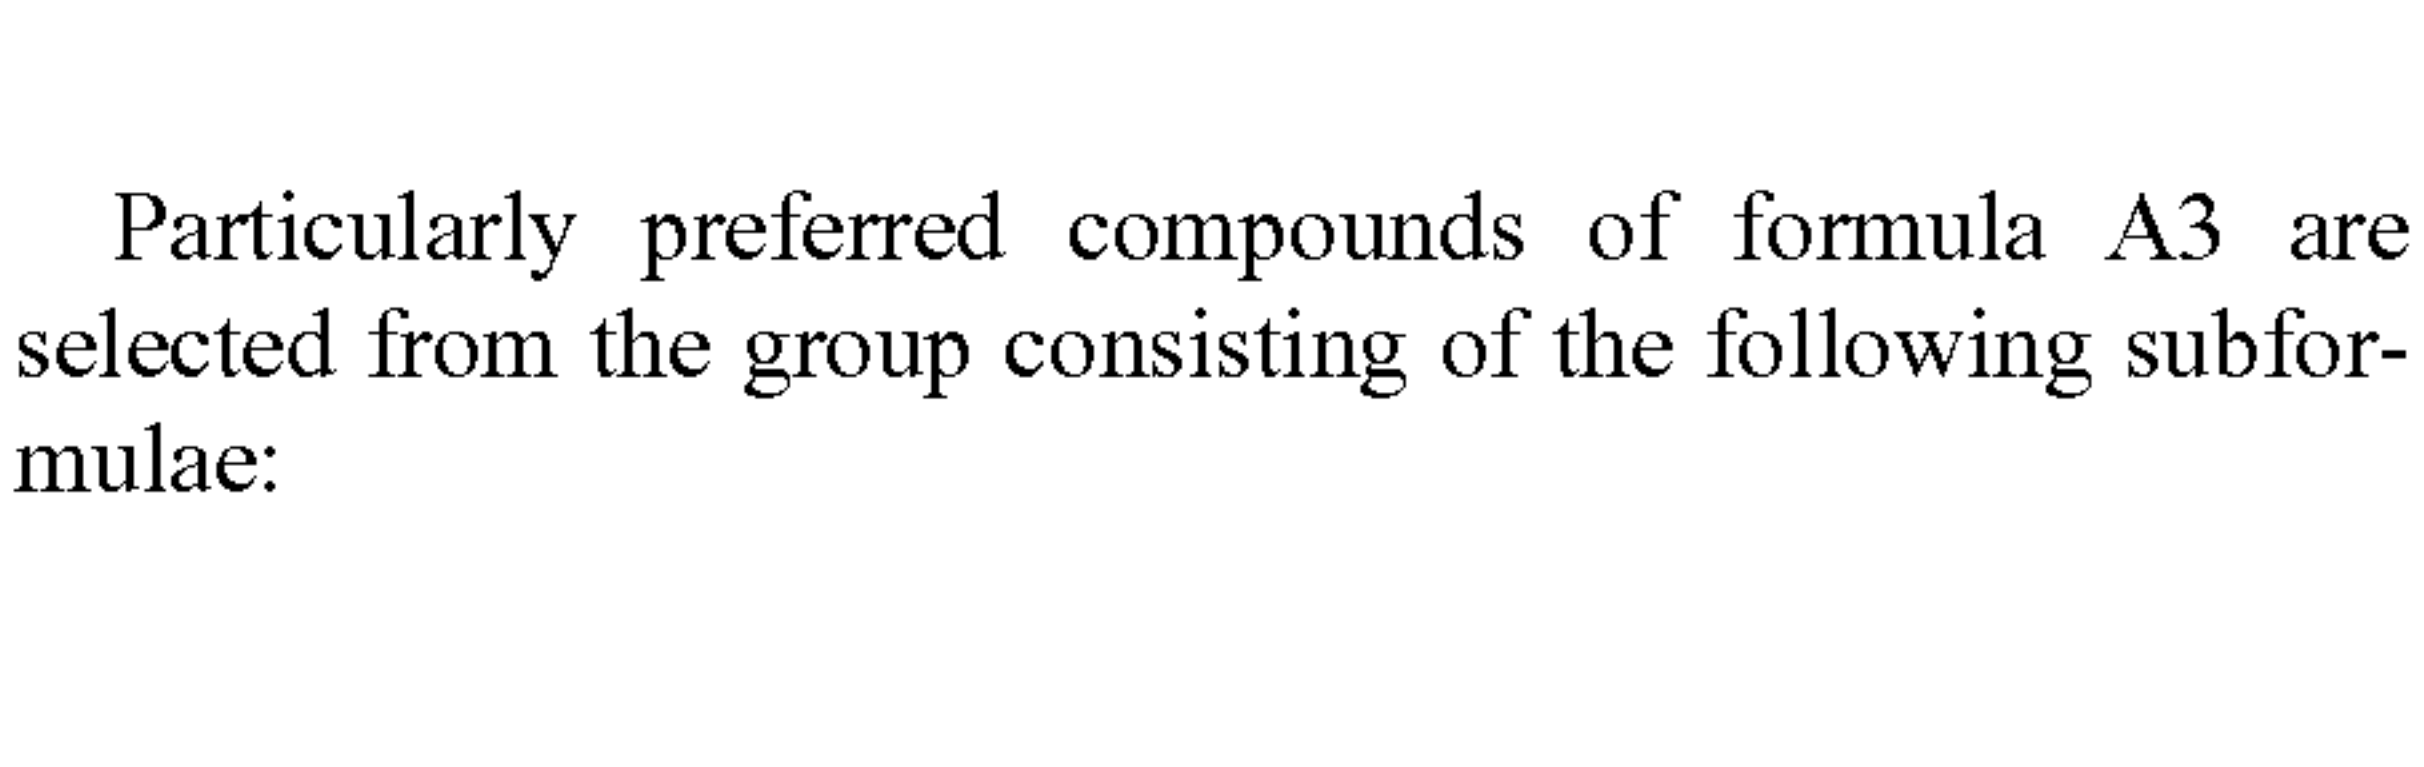 Particularly preferred compounds of formula A3 are
selected from the group consisting of the following subfor-
mulae: